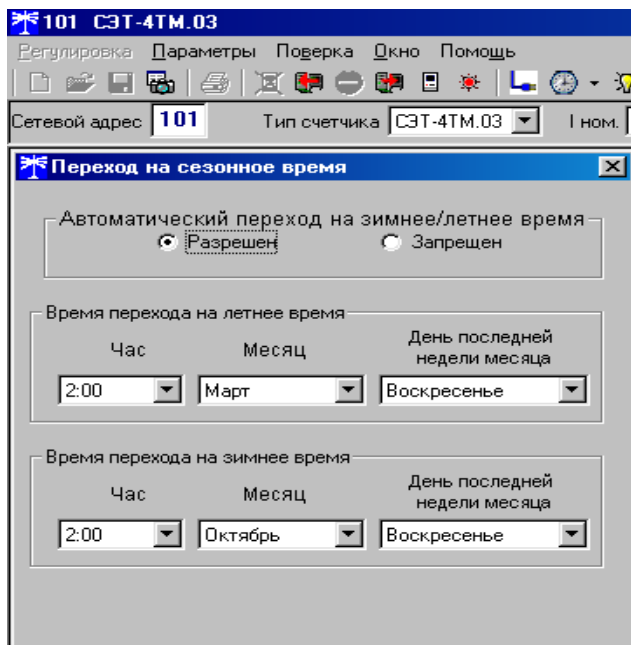 101 СЭТ-4ТМ.03
Регулировка Параметры Поверка Окно Помощь
Сетевой адрес 101 Тип счетчика СЭТ-4ТМ.03 I ном.
Переход на сезонное время
Автоматический переход на зимнее/летнее время
Разрешен Запрещен
Время перехода на летнее время
Час Месяц День последней
недели месяца
2:00 Март Воскресенье
Время перехода на зимнее время
Час Месяц День последней
недели месяца
2:00 Октябрь Воскресенье